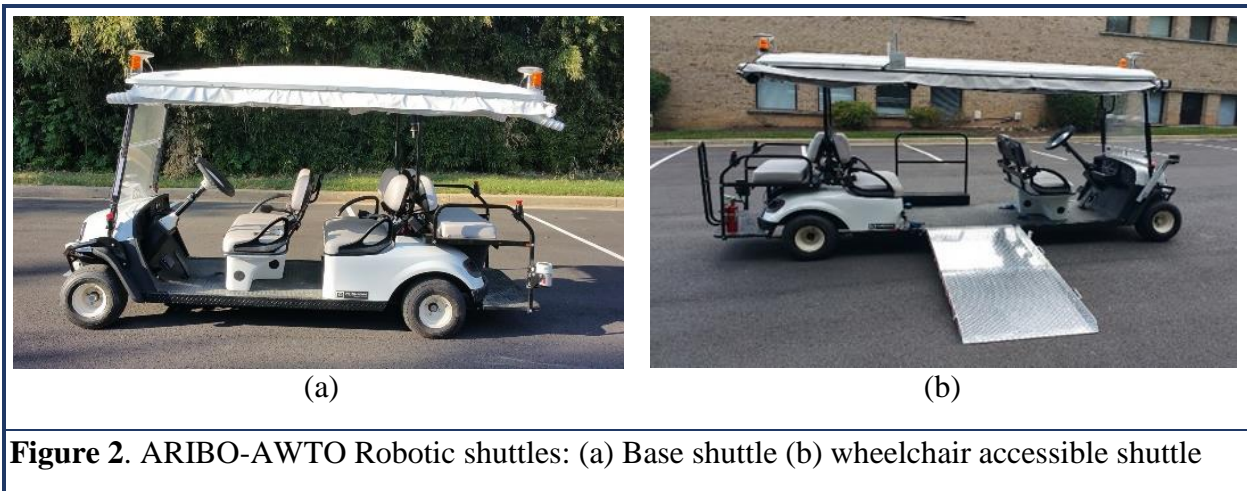 (a)
(b)
Figure 2. ARIBO-AWTO Robotic shuttles: (a) Base shuttle (b) wheelchair accessible shuttle